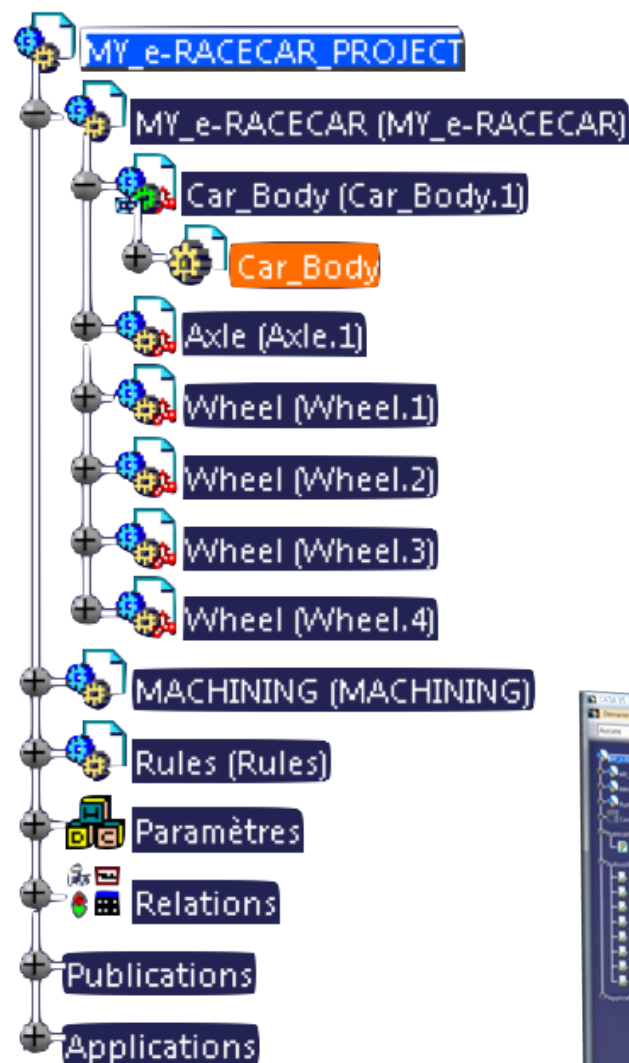 MY_e-RACECAR_PROJECT
MY_e-RACECAR (MY_e-RACECAR)
Car_Body (Car_Body.1)
Car_Body
Axle (Axle.1)
Wheel (Wheel.1)
Wheel (Wheel.2)
Wheel (Wheel.3)
Wheel (Wheel.4)
MACHINING (MACHINING)
Rules (Rules)
Paramètres
Relations
Publications
Applications